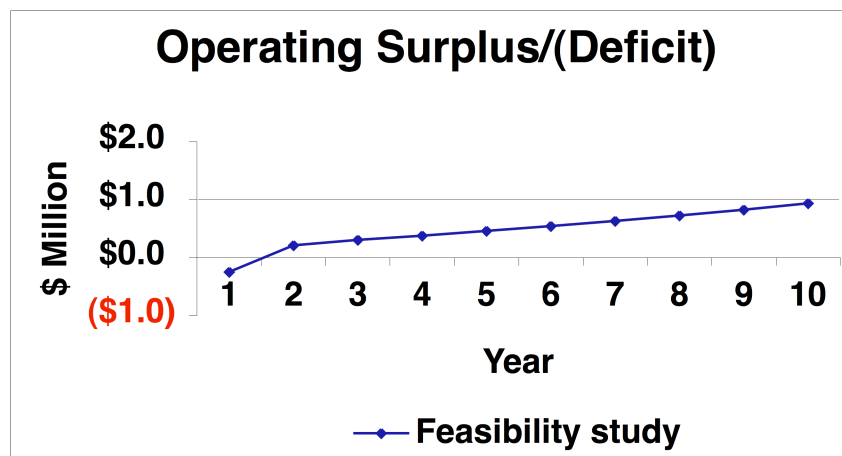 Operating Surplus/(Deficit)
$ Million
$2.0
$1.0
$0.0
($1.0)
1 2 3 4 5 6 7 8 9 10
Year
Feasibility study